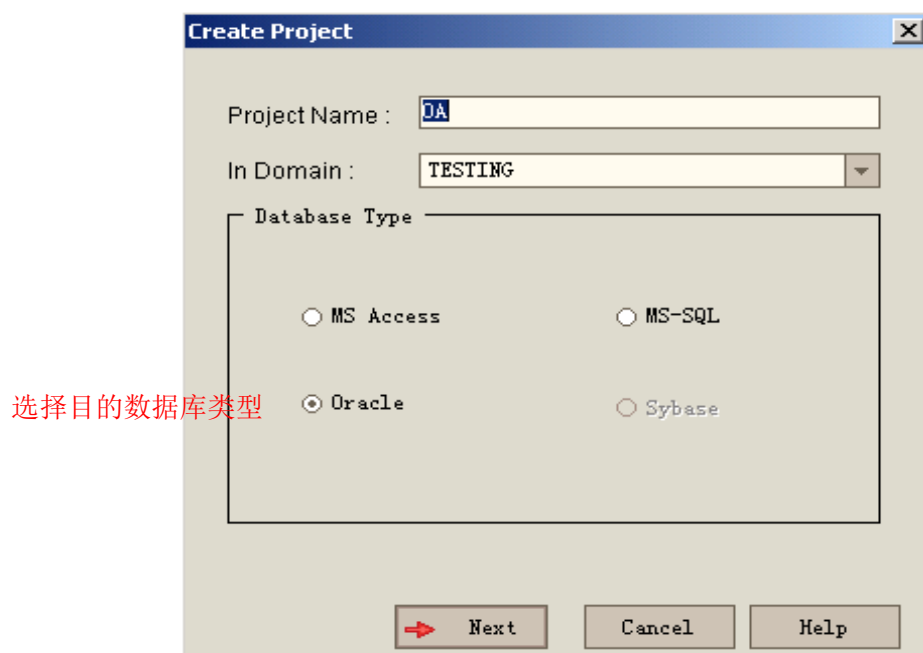 Create Project
Project Name :
OA
In Domain :
TESTING
Database Type
MS Access
MS-SQL
选择目的数据库类型
Oracle
Sybase
Next
Cancel
Help